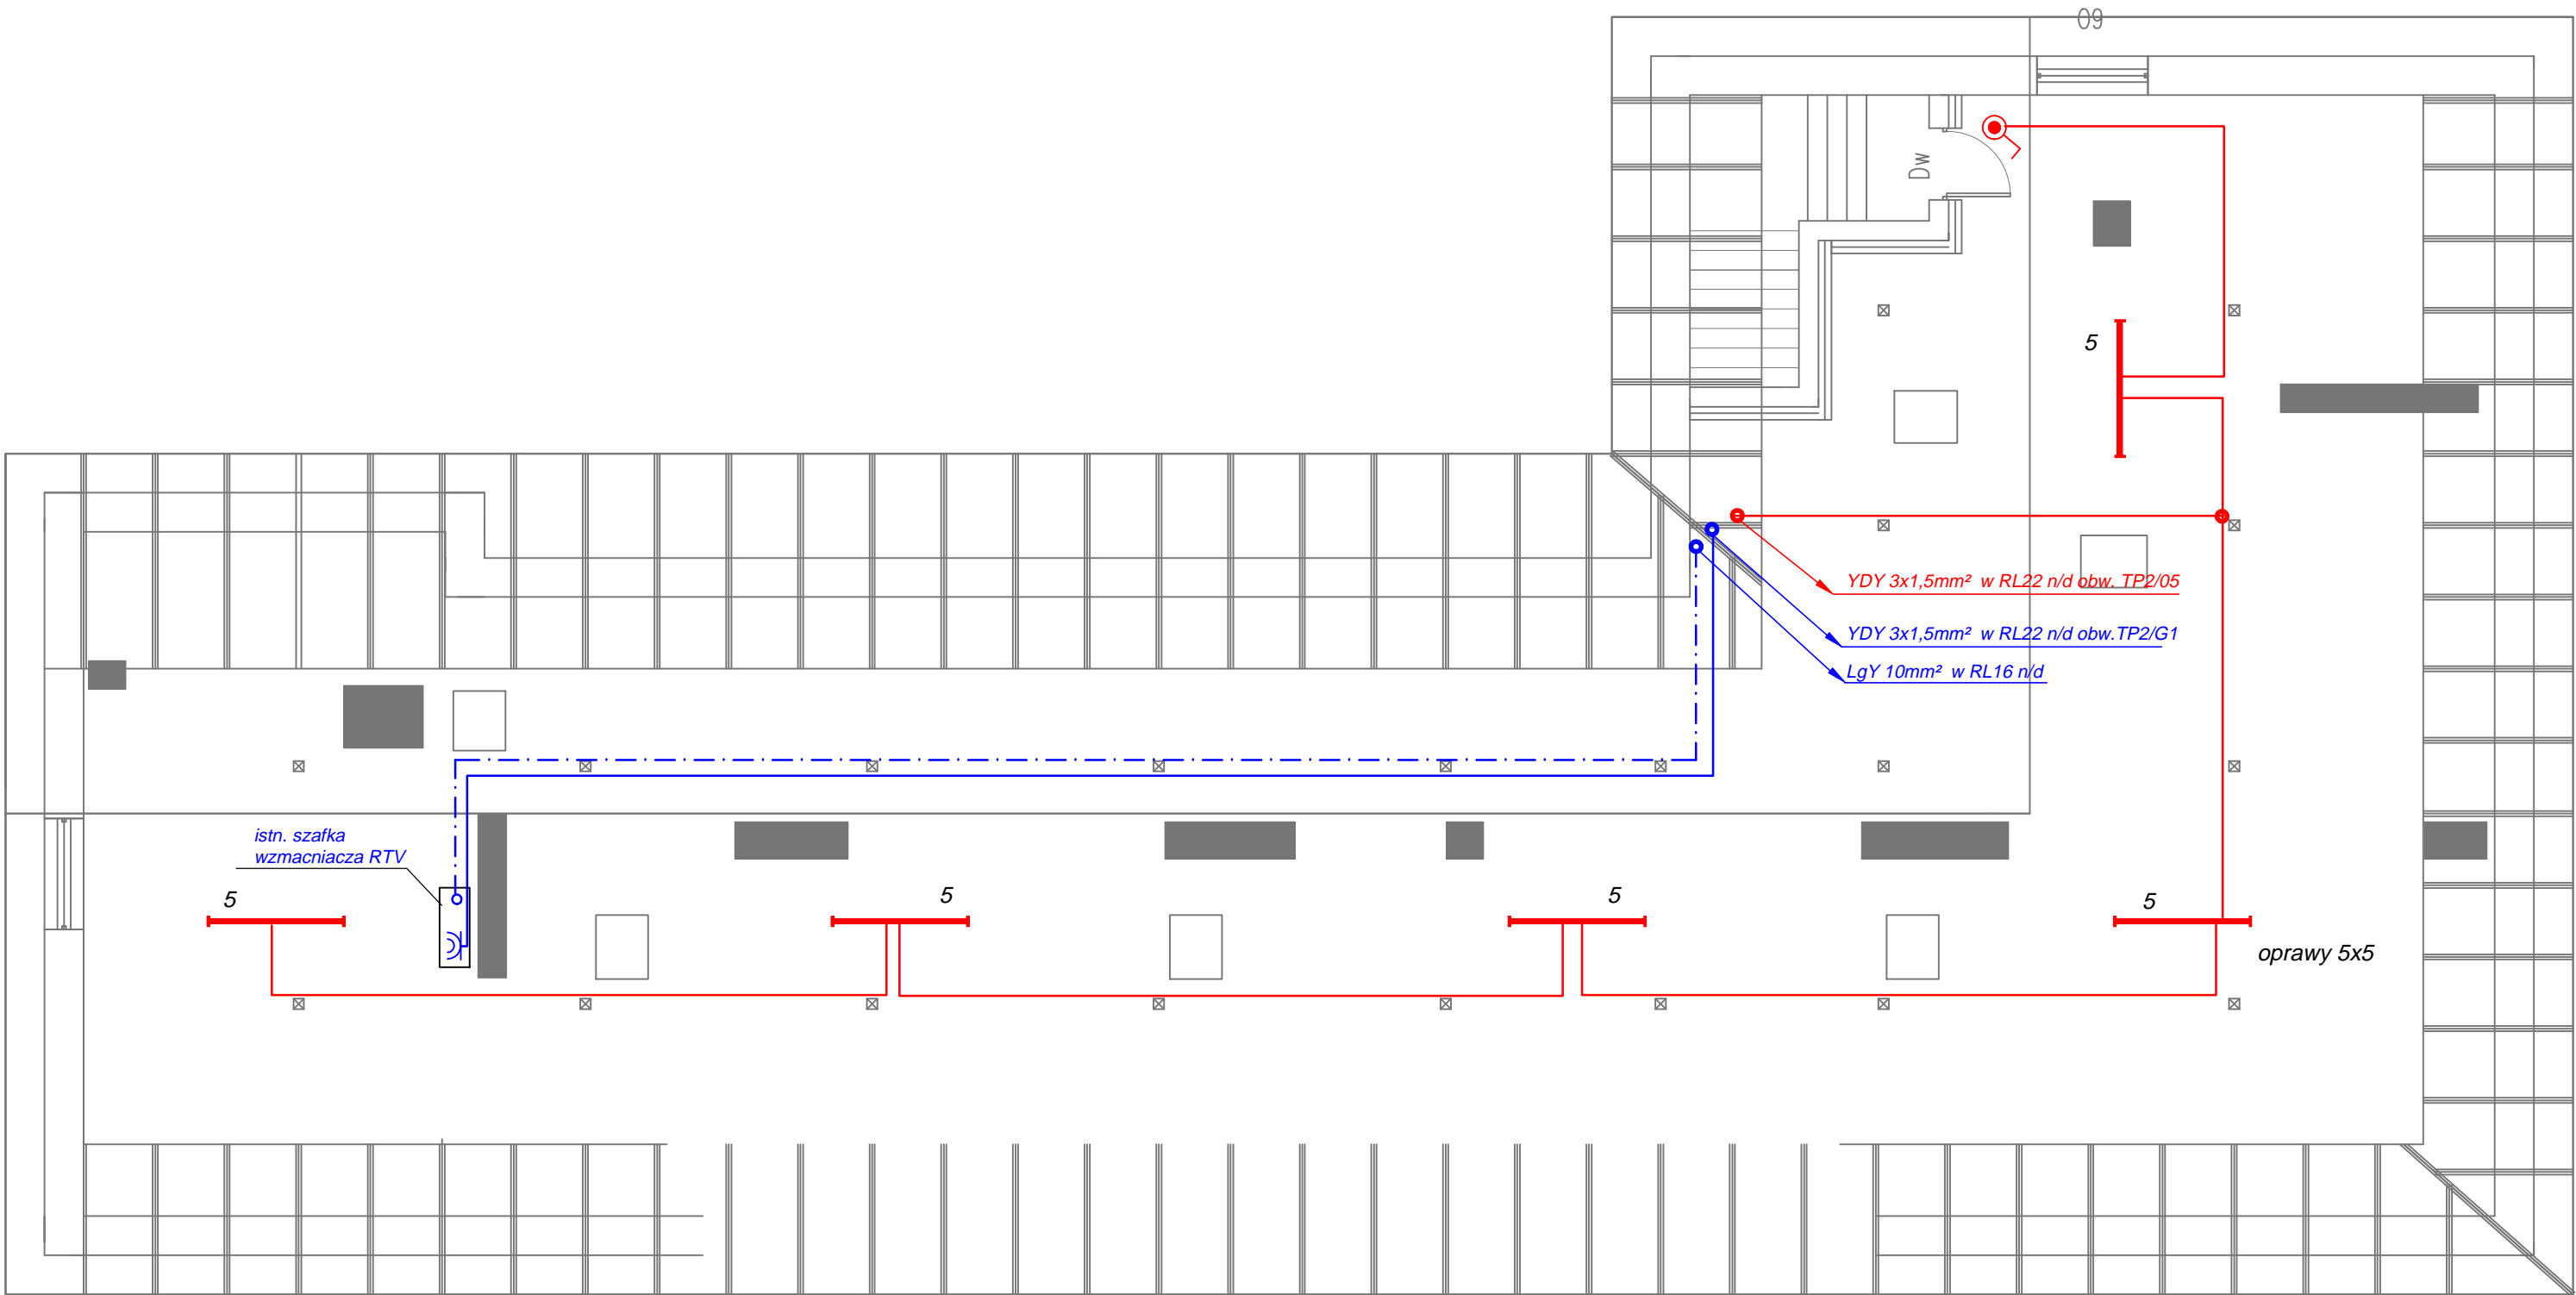 09
Dw
5
YDY 3x1,5mm² w RL22 n/d obw. TP2/05
YDY 3x1,5mm² w RL22 n/d obw.TP2/G1
LgY 10mm² w RL16 n/d
istn. szafka
wzmacniacza RTV
5
5
5
5
oprawy 5x5